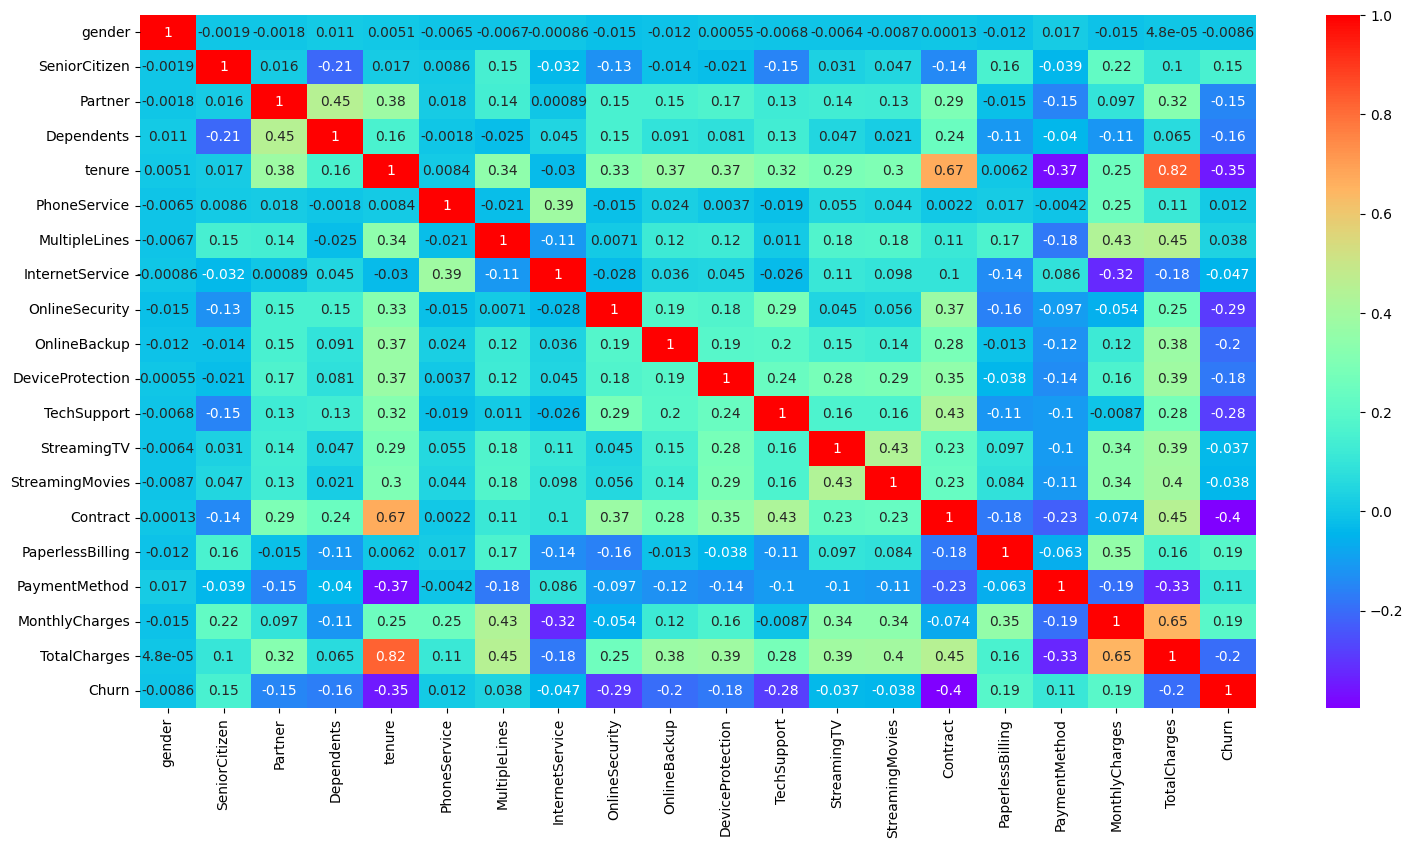 gender 1 -0.0019 -0.0018 0.011 0.0051 -0.0065 -0.0067 -0.00086 -0.015 -0.012 0.00055 -0.0068 -0.0064 -0.0087 0.00013 -0.012 0.017 -0.015 4.8e-05 -0.0086
SeniorCitizen -0.0019 1 0.016 -0.21 0.017 0.0086 0.15 -0.032 -0.13 -0.014 -0.021 -0.15 0.031 0.047 -0.14 0.16 -0.039 0.22 0.1 0.15
Partner -0.0018 0.016 1 0.45 0.38 0.018 0.14 0.00089 0.15 0.15 0.17 0.13 0.14 0.13 0.29 -0.015 -0.15 0.097 0.32 -0.15
Dependents 0.011 -0.21 0.45 1 0.16 -0.0018 -0.025 0.045 0.15 0.091 0.081 0.13 0.047 0.021 0.24 -0.11 -0.04 -0.11 0.065 -0.16
tenure 0.0051 0.017 0.38 0.16 1 0.0084 0.34 -0.03 0.33 0.37 0.37 0.32 0.29 0.3 0.67 0.0062 -0.37 0.25 0.82 -0.35
PhoneService -0.0065 0.0086 0.018 -0.0018 0.0084 1 -0.021 0.39 -0.015 0.024 0.0037 -0.019 0.055 0.044 0.0022 0.017 -0.0042 0.25 0.11 0.012
MultipleLines -0.0067 0.15 0.14 -0.025 0.34 -0.021 1 -0.11 0.0071 0.12 0.12 0.011 0.18 0.18 0.11 0.17 -0.18 0.43 0.45 0.038
InternetService -0.00086 -0.032 0.00089 0.045 -0.03 0.39 -0.11 1 -0.028 0.036 0.045 -0.026 0.11 0.098 0.1 -0.14 0.086 -0.32 -0.18 -0.047
OnlineSecurity -0.015 -0.13 0.15 0.15 0.33 -0.015 0.0071 -0.028 1 0.19 0.18 0.29 0.045 0.056 0.37 -0.16 -0.097 -0.054 0.25 -0.29
OnlineBackup -0.012 -0.014 0.15 0.091 0.37 0.024 0.12 0.036 0.19 1 0.19 0.2 0.15 0.14 0.28 -0.013 -0.12 0.12 0.38 -0.2
DeviceProtection 0.00055 -0.021 0.17 0.081 0.37 0.0037 0.12 0.045 0.18 0.19 1 0.24 0.28 0.29 0.35 -0.038 -0.14 0.16 0.39 -0.18
TechSupport -0.0068 -0.15 0.13 0.13 0.32 -0.019 0.011 -0.026 0.29 0.2 0.24 1 0.16 0.16 0.43 -0.11 -0.1 -0.0087 0.28 -0.28
StreamingTV -0.0064 0.031 0.14 0.047 0.29 0.055 0.18 0.11 0.045 0.15 0.28 0.16 1 0.43 0.23 0.097 -0.1 0.34 0.39 -0.037
StreamingMovies -0.0087 0.047 0.13 0.021 0.3 0.044 0.18 0.098 0.056 0.14 0.29 0.16 0.43 1 0.23 0.084 -0.11 0.34 0.4 -0.038
Contract 0.00013 -0.14 0.29 0.24 0.67 0.0022 0.11 0.1 0.37 0.28 0.35 0.43 0.23 0.23 1 -0.18 -0.23 -0.074 0.45 -0.4
PaperlessBilling -0.012 0.16 -0.015 -0.11 0.0062 0.017 0.17 -0.14 -0.16 -0.013 -0.038 -0.11 0.097 0.084 -0.18 1 -0.063 0.35 0.16 0.19
PaymentMethod 0.017 -0.039 -0.15 -0.04 -0.37 -0.0042 -0.18 0.086 -0.097 -0.12 -0.14 -0.1 -0.1 -0.11 -0.23 -0.063 1 -0.19 -0.33 0.11
MonthlyCharges -0.015 0.22 0.097 -0.11 0.25 0.25 0.43 -0.32 -0.054 0.12 0.16 -0.0087 0.34 0.34 -0.074 0.35 -0.19 1 0.65 0.19
TotalCharges 4.8e-05 0.1 0.32 0.065 0.82 0.11 0.45 -0.18 0.25 0.38 0.39 0.28 0.39 0.4 0.45 0.16 -0.33 0.65 1 -0.2
Churn -0.0086 0.15 -0.15 -0.16 -0.35 0.012 0.038 -0.047 -0.29 -0.2 -0.18 -0.28 -0.037 -0.038 -0.4 0.19 0.11 0.19 -0.2 1
gender
SeniorCitizen
Partner
Dependents
tenure
PhoneService
MultipleLines
InternetService
OnlineSecurity
OnlineBackup
DeviceProtection
TechSupport
StreamingTV
StreamingMovies
Contract
PaperlessBilling
PaymentMethod
MonthlyCharges
TotalCharges
Churn
1.0
0.8
0.6
0.4
0.2
0.0
−0.2